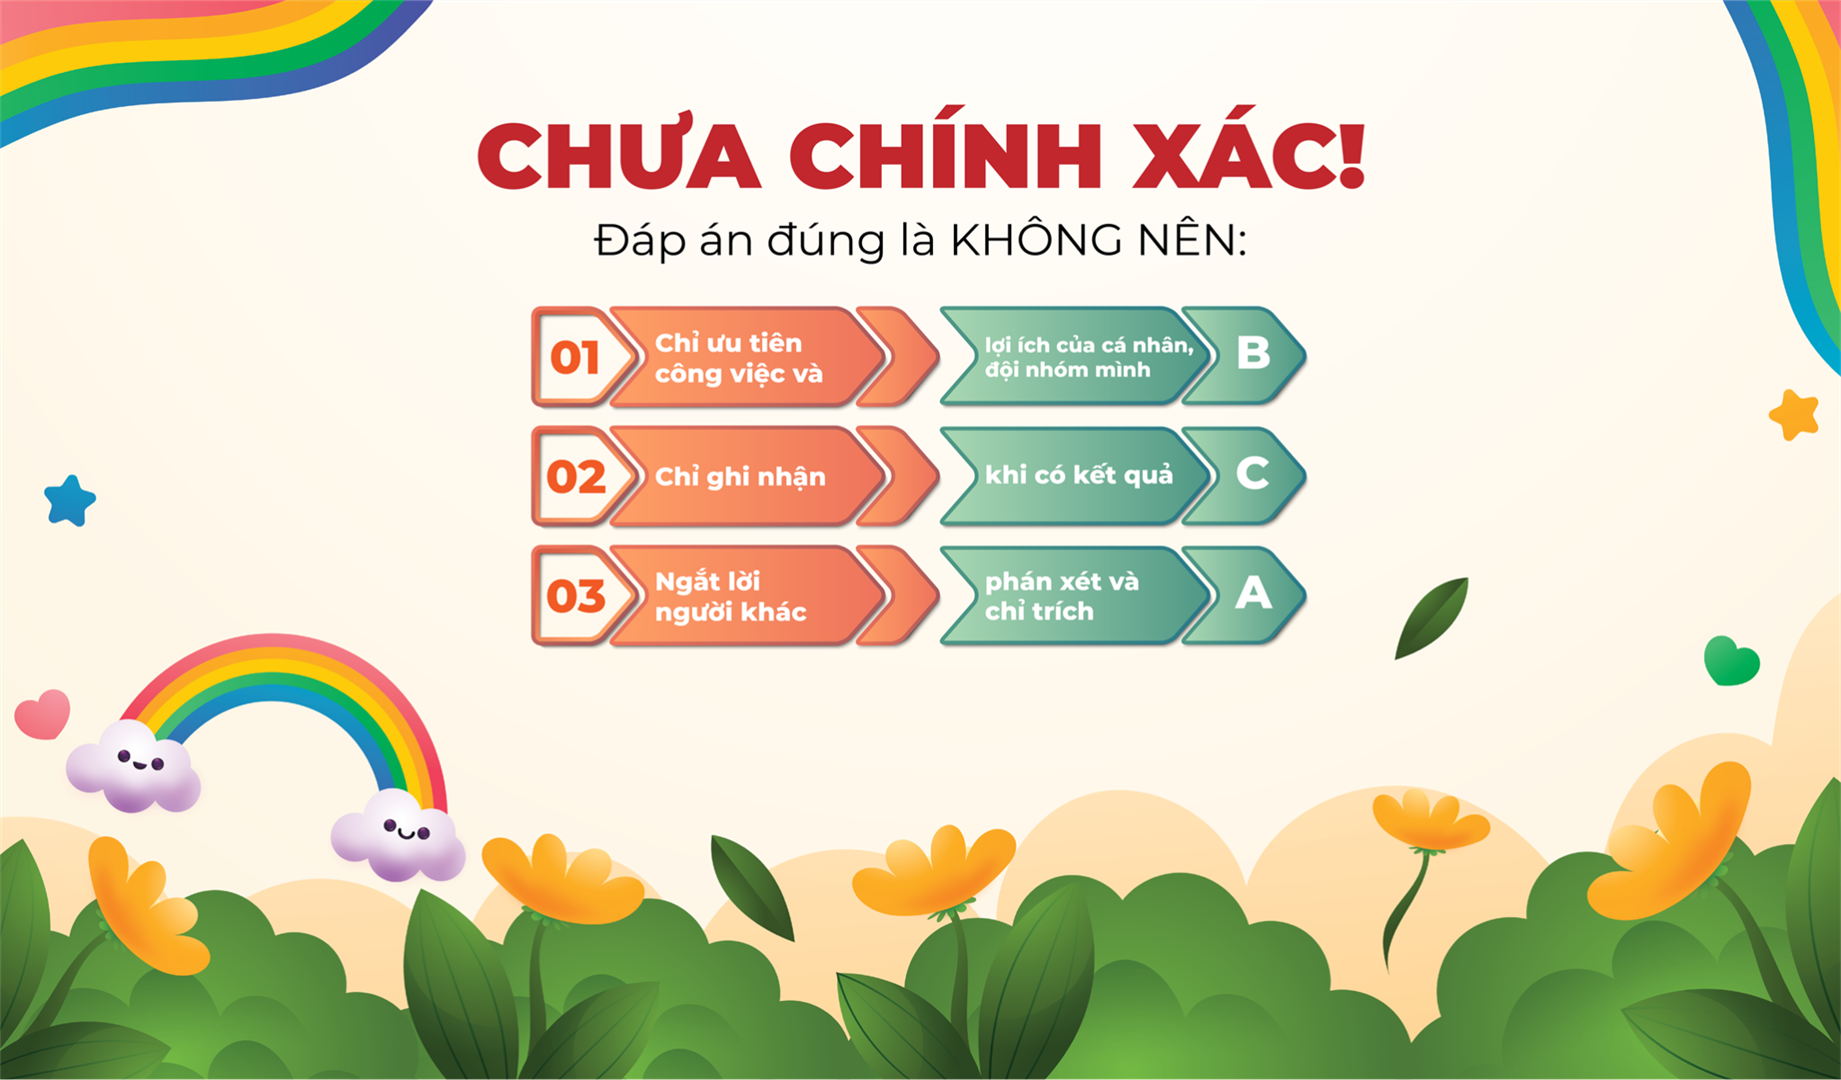 CHƯA CHÍNH XÁC!
Đáp án đúng là KHÔNG NÊN:
01
Chỉ ưu tiên
công việc và
lợi ích của cá nhân,
đội nhóm mình
B
02
Chỉ ghi nhận
khi có kết quả
C
03
Ngắt lời
người khác
phán xét và
chỉ trích
A